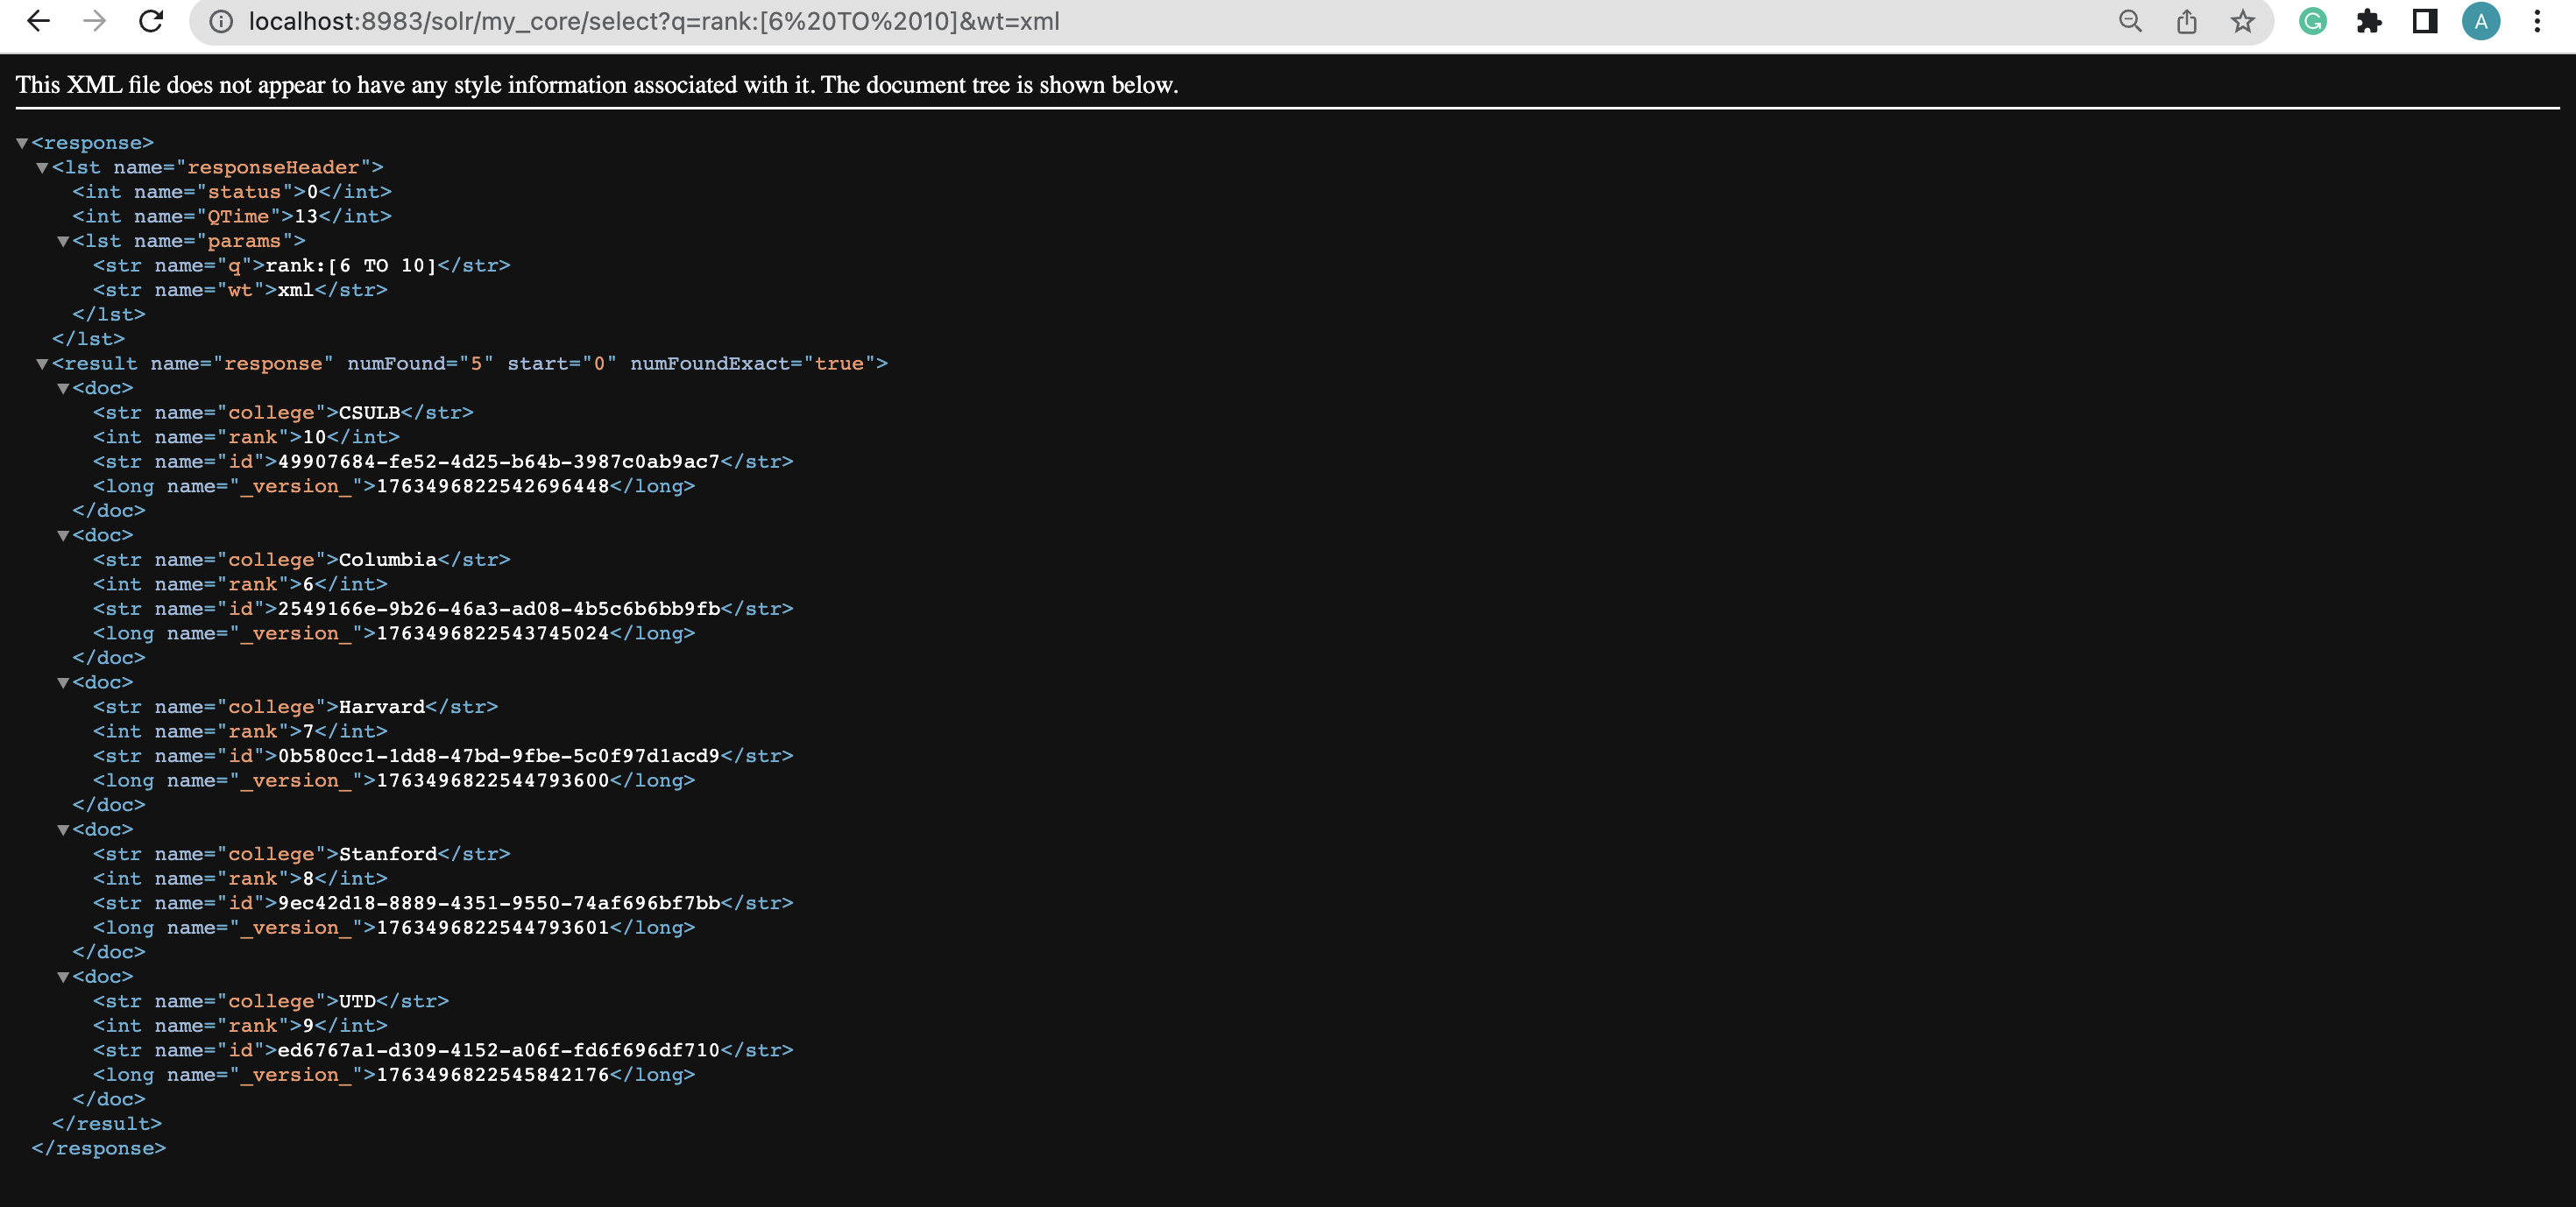 localhost:8983/solr/my_core/select?q=rank:[6%20TO%2010]&wt=xml
A
This XML file does not appear to have any style information associated with it. The document tree is shown below.
<response>
<lst name="responseHeader">
<int name="status">0</int>
<int name="QTime">13</int>
<lst name="params">
<str name="q">rank:[6 TO 10]</str>
<str name="wt">xml</str>
</lst>
</lst>
<result name="response" numFound="5" start="0" numFoundExact="true">
<doc>
<str name="college">CSULB</str>
<int name="rank">10</int>
<str name="id">49907684-fe52-4d25-b64b-3987c0ab9ac7</str>
<long name="_version_">1763496822542696448</long>
</doc>
<doc>
<str name="college">Columbia</str>
<int name="rank">6</int>
<str name="id">2549166e-9b26-46a3-ad08-4b5c6b6bb9fb</str>
<long name="_version_">1763496822543745024</long>
</doc>
<doc>
<str name="college">Harvard</str>
<int name="rank">7</int>
<str name="id">0b580cc1-1dd8-47bd-9fbe-5c0f97d1acd9</str>
<long name="_version_">1763496822544793600</long>
</doc>
<doc>
<str name="college">Stanford</str>
<int name="rank">8</int>
<str name="id">9ec42d18-8889-4351-9550-74af696bf7bb</str>
<long name="_version_">1763496822544793601</long>
</doc>
<doc>
<str name="college">UTD</str>
<int name="rank">9</int>
<str name="id">ed6767a1-d309-4152-a06f-fd6f696df710</str>
<long name="_version_">1763496822545842176</long>
</doc>
</result>
</response>